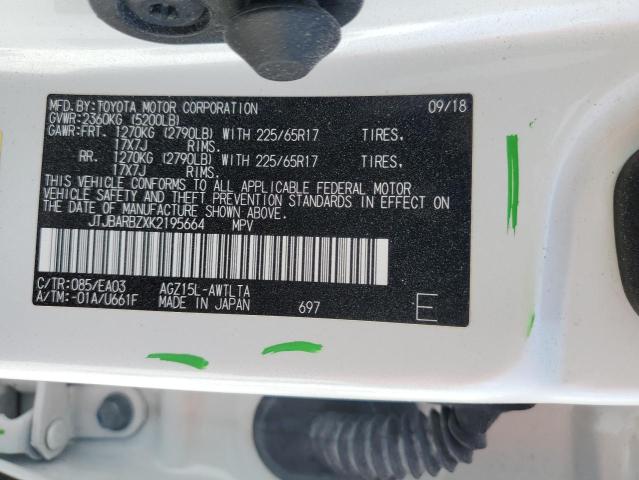 MFD.BY:TOYOTA MOTOR CORPORATION 09/18
GVWR:2360KG (5200LB)
GAWR:FRT. 1270KG (2790LB) WITH 225/65R17 TIRES,
17X7J RIMS.
RR. 1270KG (2790LB) WITH 225/65R17 TIRES,
17X7J RIMS.
THIS VEHICLE CONFORMS TO ALL APPLICABLE FEDERAL MOTOR
VEHICLE SAFETY AND THEFT PREVENTION STANDARDS IN EFFECT ON
THE DATE OF MANUFACTURE SHOWN ABOVE.
JTJBARBZXK2195664 MPV
C/TR:085/EA03 AGZ15L-AWTLTA
A/TM:-01A/U661F MADE IN JAPAN 697 E